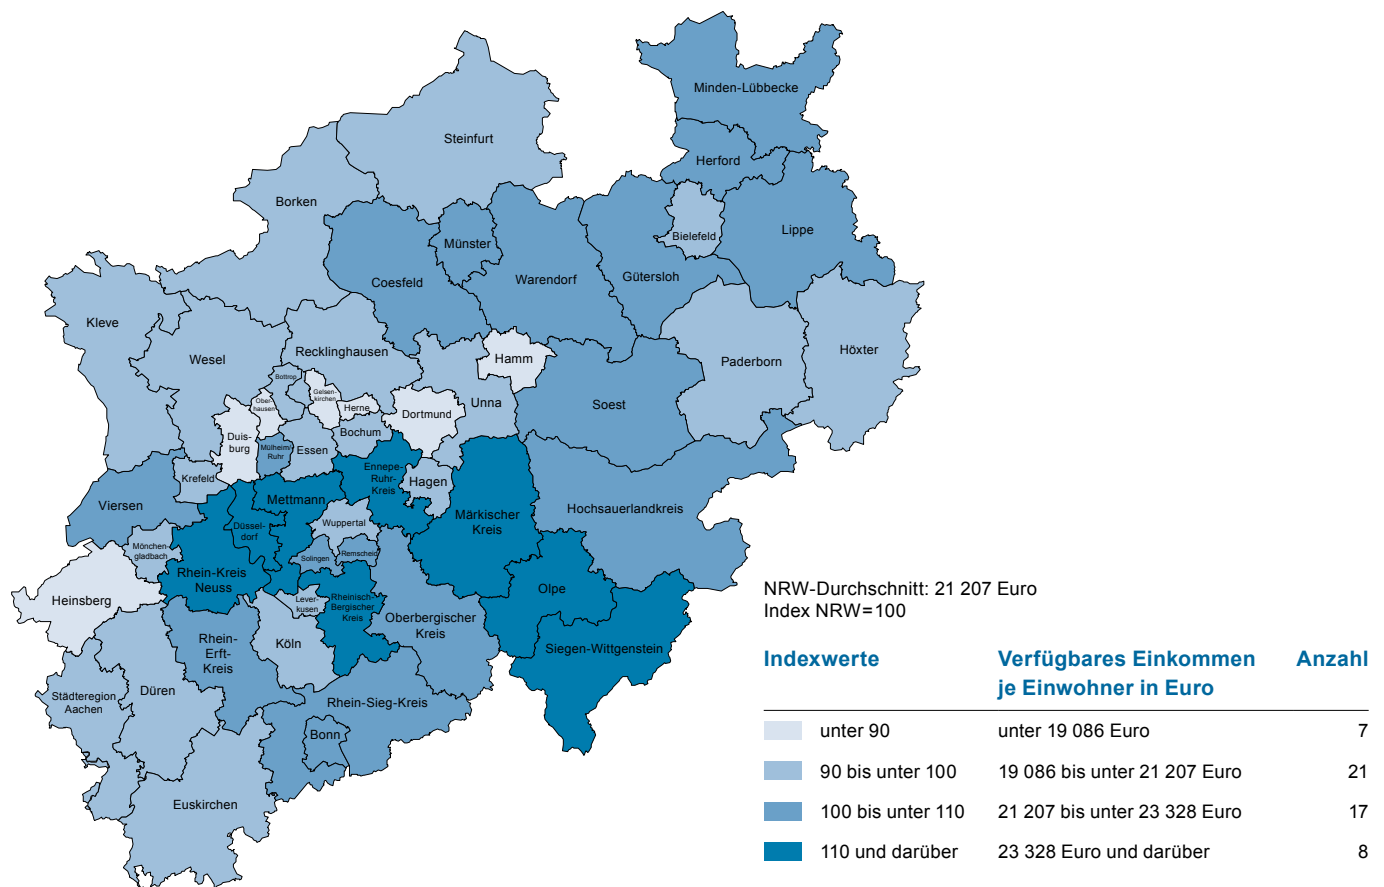 Minden-Lübbecke
Steinfurt
Herford
Borken
Lippe
Bielefeld
Münster
Gütersloh
Warendorf
Coesfeld
Kleve
Recklinghausen
Höxter
Wesel
Hamm
Paderborn
Bottrop
Gelsen-
kirchen
Ober-
hausen
Herne
Unna
Soest
Dortmund
Bochum
Duis-
burg
Mülheim/
Ruhr
Essen
Ennepe-
Ruhr-
Kreis
Krefeld
Hagen
Mettmann
Viersen
Hochsauerlandkreis
Märkischer
Kreis
Wuppertal
Düssel-
dorf
Mönchen-
gladbach
Solingen
Remscheid
Rhein-Kreis
Neuss
Olpe
Heinsberg
Lever-
kusen
Rheinisch-
Bergischer
Kreis
Oberbergischer
Kreis
Rhein-
Erft-
Kreis
Köln
Siegen-Wittgenstein
Städteregion
Aachen
Düren
Rhein-Sieg-Kreis
Bonn
Euskirchen
NRW-Durchschnitt: 21 207 Euro
Index NRW=100
Indexwerte Verfügbares Einkommen Anzahl
je Einwohner in Euro
unter 90 unter 19 086 Euro 7
90 bis unter 100 19 086 bis unter 21 207 Euro 21
100 bis unter 110 21 207 bis unter 23 328 Euro 17
110 und darüber 23 328 Euro und darüber 8